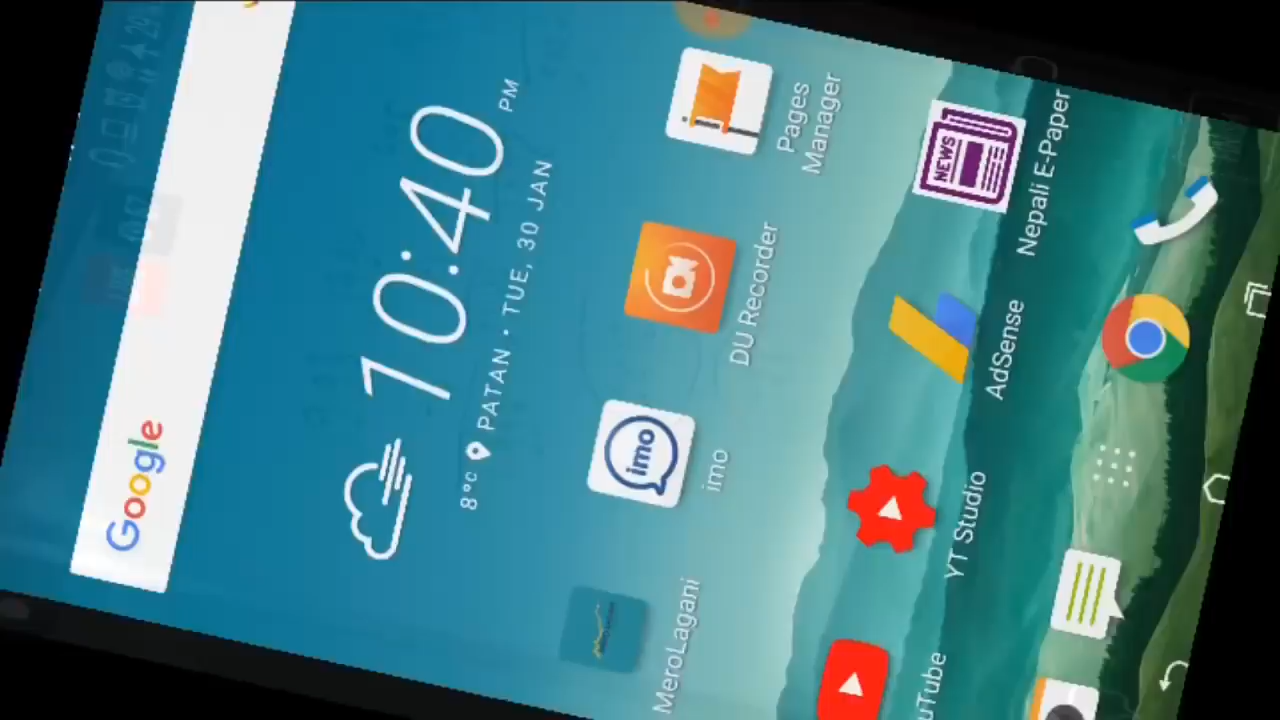 Google
10:40 PM
8°C PATAN • TUE, 30 JAN
MeroLagani
imo
imo
DU Recorder
Pages
Manager
uTube
YT Studio
AdSense
NEWS
Nepali E-Paper